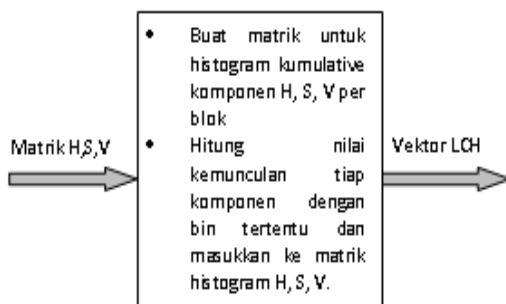 Matrik H,S,V
• Buat matrik untuk
histogram kumulative
komponen H, S, V per
blok
• Hitung nilai
kemunculan tiap
komponen dengan
bin tertentu dan
masukkan ke matrik
histogram H, S, V.
Vektor LCH